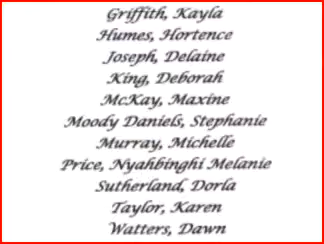 Griffith, Kayla
Humes, Hortence
Joseph, Delaine
King, Deborah
McKay, Maxine
Moody Daniels, Stephanie
Murray, Michelle
Price, Nyahbinghi Melanie
Sutherland, Dorla
Taylor, Karen
Watters, Dawn